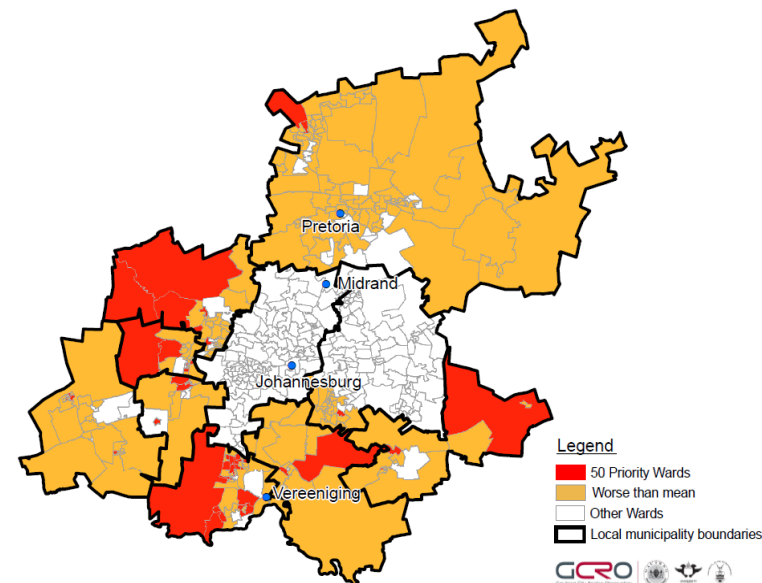 Pretoria
Midrand
Johannesburg
Vereeniging
Legend
50 Priority Wards
Worse than mean
Other Wards
Local municipality boundaries
GCRO